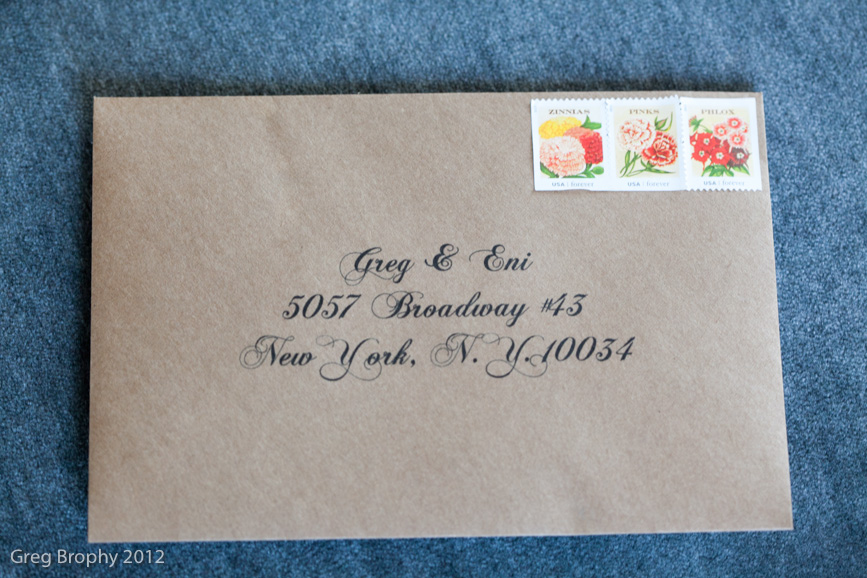 ZINNIAS
USA | forever
PINKS
USA | forever
PHLOX
USA | forever
Greg & Eni
5057 Broadway #43
New York, N. Y. 10034
Greg Brophy 2012